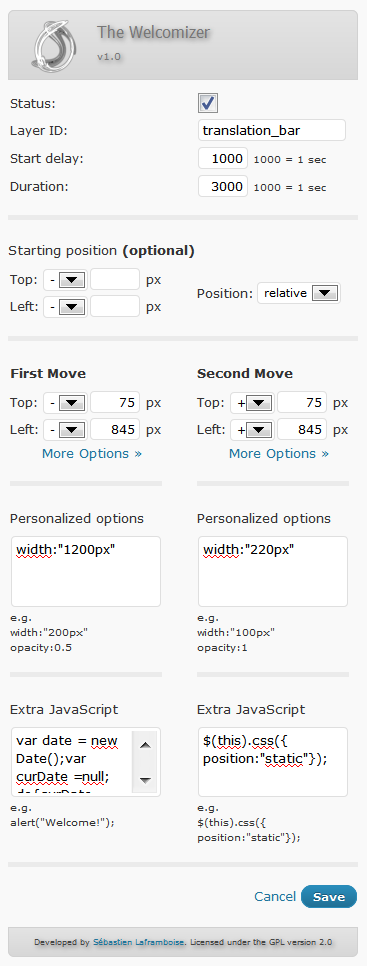 The Welcomizer
v1.0
Status:
Layer ID: translation_bar
Start delay: 1000 1000 = 1 sec
Duration: 3000 1000 = 1 sec
Starting position (optional)
Top: - px
Left: - px
Position: relative
First Move
Top: - 75 px
Left: - 845 px
More Options »
Second Move
Top: + 75 px
Left: + 845 px
More Options »
Personalized options
width:"1200px"
e.g.
width:"200px"
opacity:0.5
Personalized options
width:"220px"
e.g.
width:"100px"
opacity:1
Extra JavaScript
var date = new
Date();var
curDate =null;
e.g.
alert("Welcome!");
Extra JavaScript
$(this).css({
position:"static"});
e.g.
$(this).css({
position:"static"});
Cancel Save
Developed by Sébastien Laframboise. Licensed under the GPL version 2.0